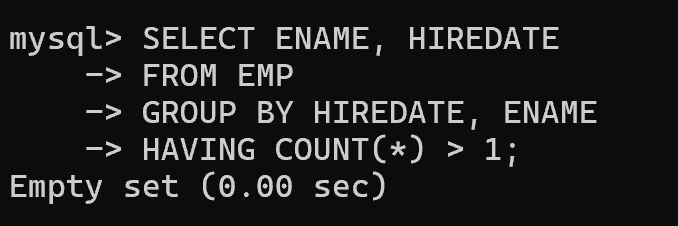 mysql> SELECT ENAME, HIREDATE
    -> FROM EMP
    -> GROUP BY HIREDATE, ENAME
    -> HAVING COUNT(*) > 1;
Empty set (0.00 sec)